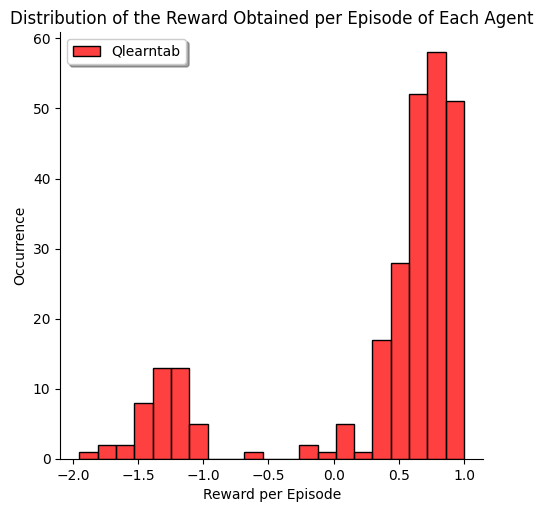 Distribution of the Reward Obtained per Episode of Each Agent
Qlearntab
60
50
40
30
20
10
0
Occurrence
−2.0 −1.5 −1.0 −0.5 0.0 0.5 1.0
Reward per Episode